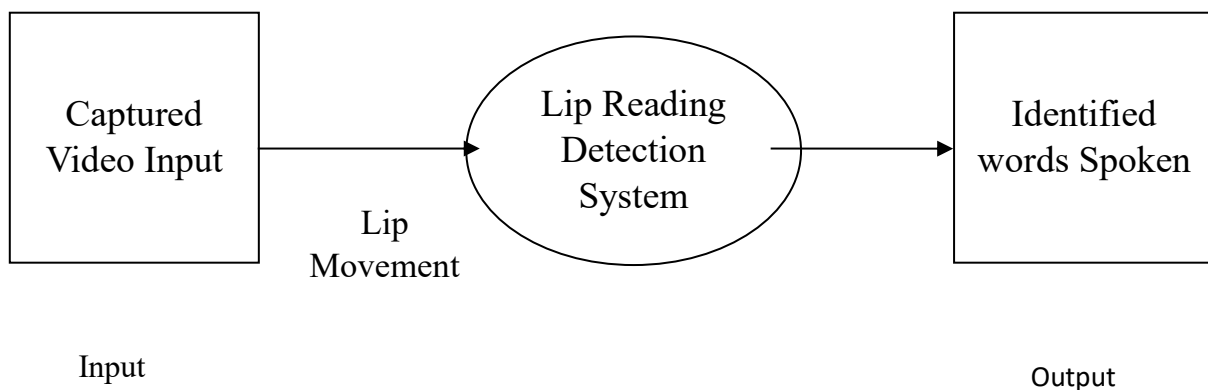 Captured
Video Input
Lip
Movement
Lip Reading
Detection
System
Identified
words Spoken
Input
Output